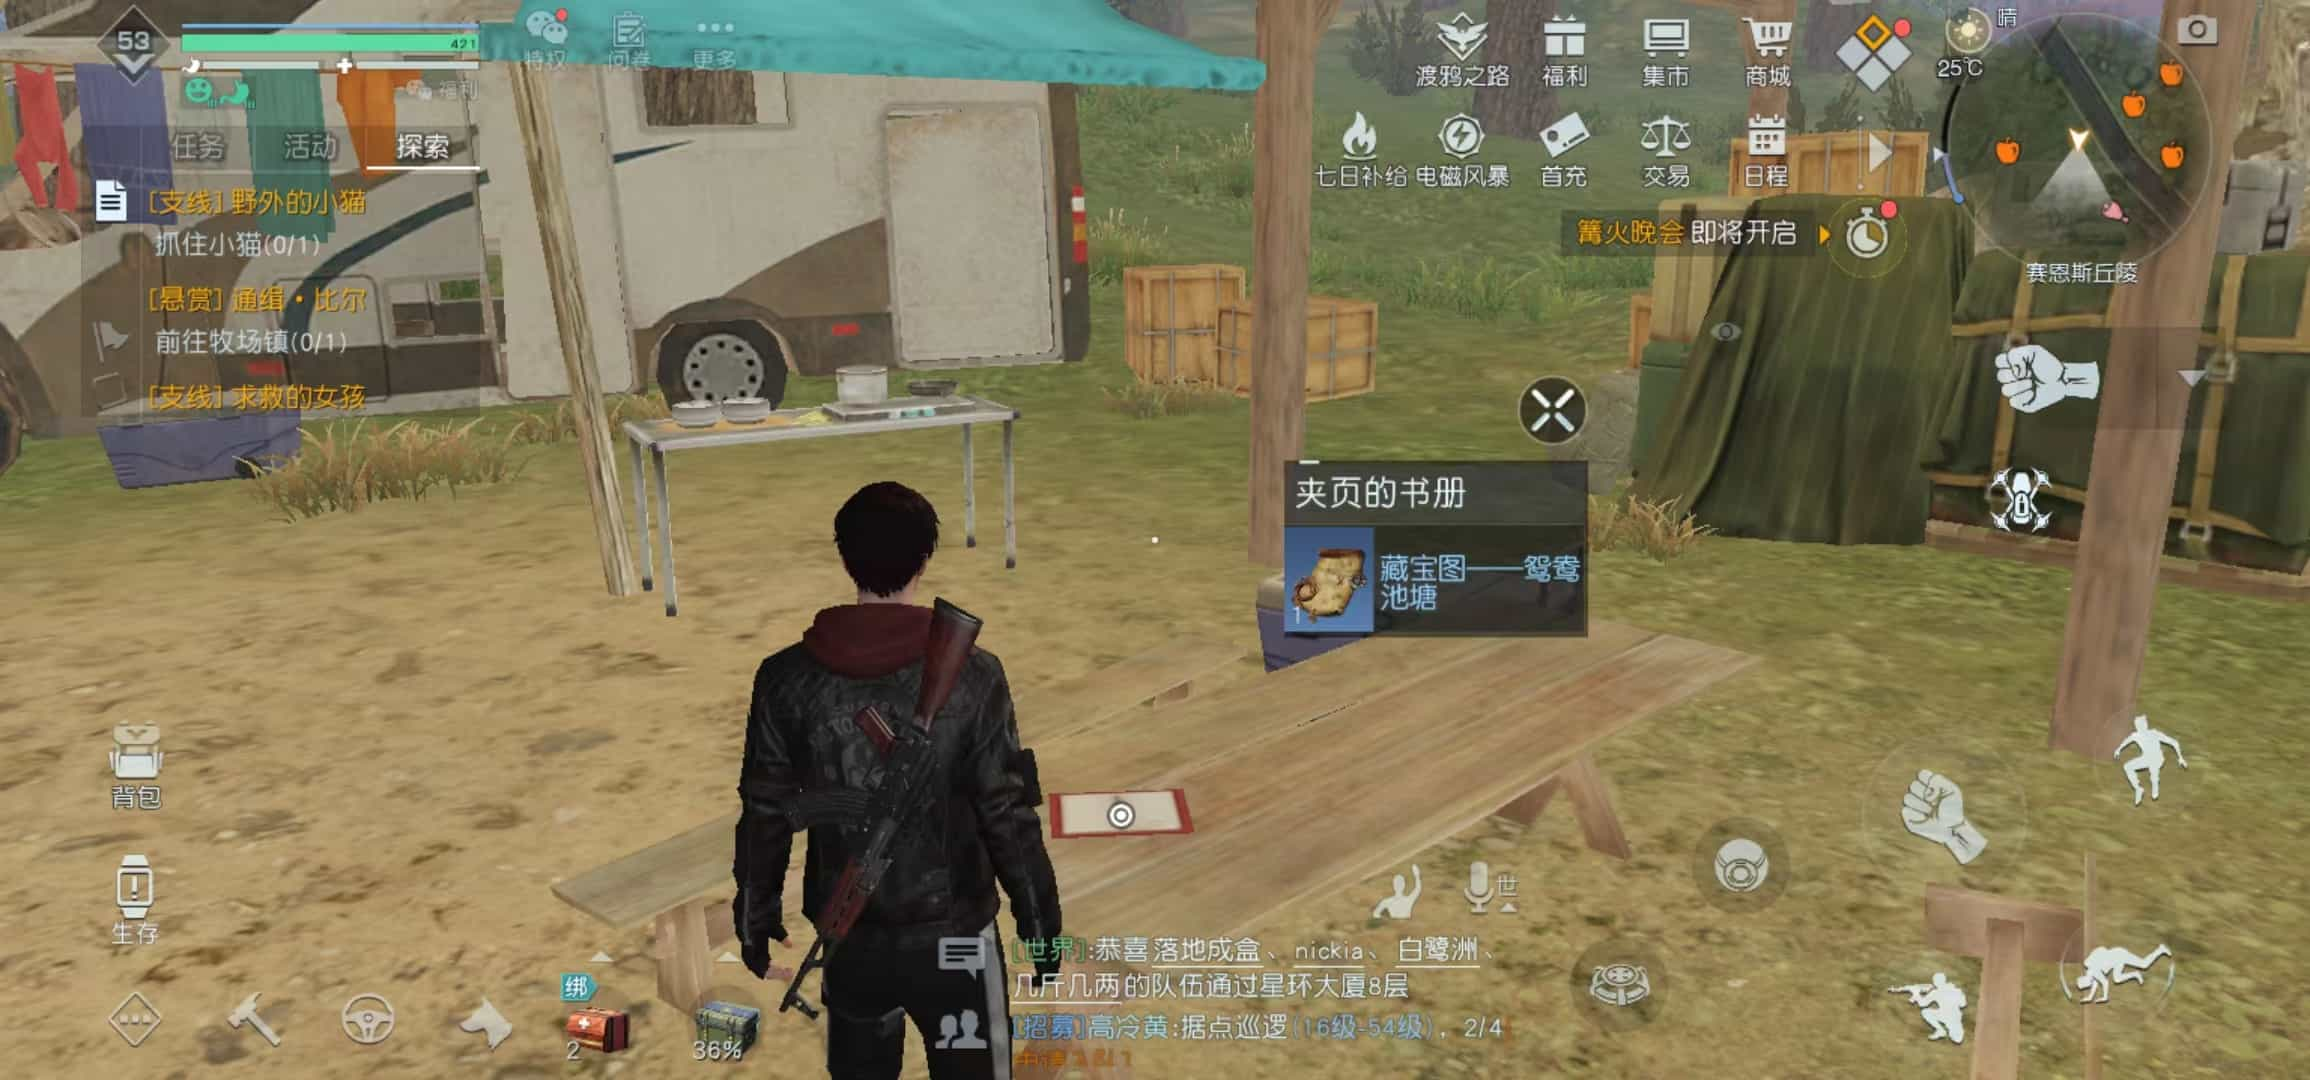 53
421
特权
问卷
更多
福利
任务
活动
探索
[支线] 野外的小猫
抓住小猫(0/1)
[悬赏] 通缉·比尔
前往牧场镇(0/1)
[支线] 求救的女孩
渡鸦之路
福利
集市
商城
晴
25℃
七日补给
电磁风暴
首充
交易
日程
篝火晚会 即将开启
赛恩斯丘陵
夹页的书册
藏宝图——鸳鸯
池塘
1
背包
生存
世
绑
2
36%
[世界]:恭喜落地成盒、nickia、白鹭洲、
几斤几两的队伍通过星环大厦8层
[招募]高冷黄:据点巡逻(16级-54级)，2/4